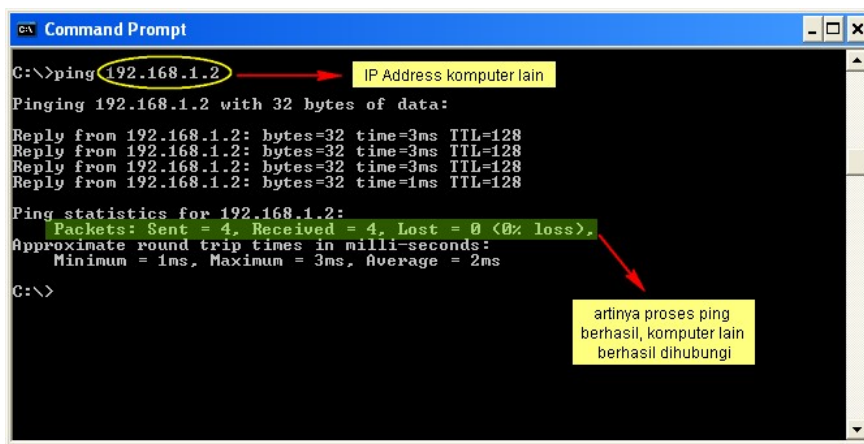 Command Prompt
C:\>ping 192.168.1.2
IP Address komputer lain
Pinging 192.168.1.2 with 32 bytes of data:
Reply from 192.168.1.2: bytes=32 time=3ms TTL=128
Reply from 192.168.1.2: bytes=32 time=3ms TTL=128
Reply from 192.168.1.2: bytes=32 time=3ms TTL=128
Reply from 192.168.1.2: bytes=32 time=1ms TTL=128
Ping statistics for 192.168.1.2:
Packets: Sent = 4, Received = 4, Lost = 0 (0% loss),
Approximate round trip times in milli-seconds:
Minimum = 1ms, Maximum = 3ms, Average = 2ms
C:\>
artinya proses ping
berhasil, komputer lain
berhasil dihubungi